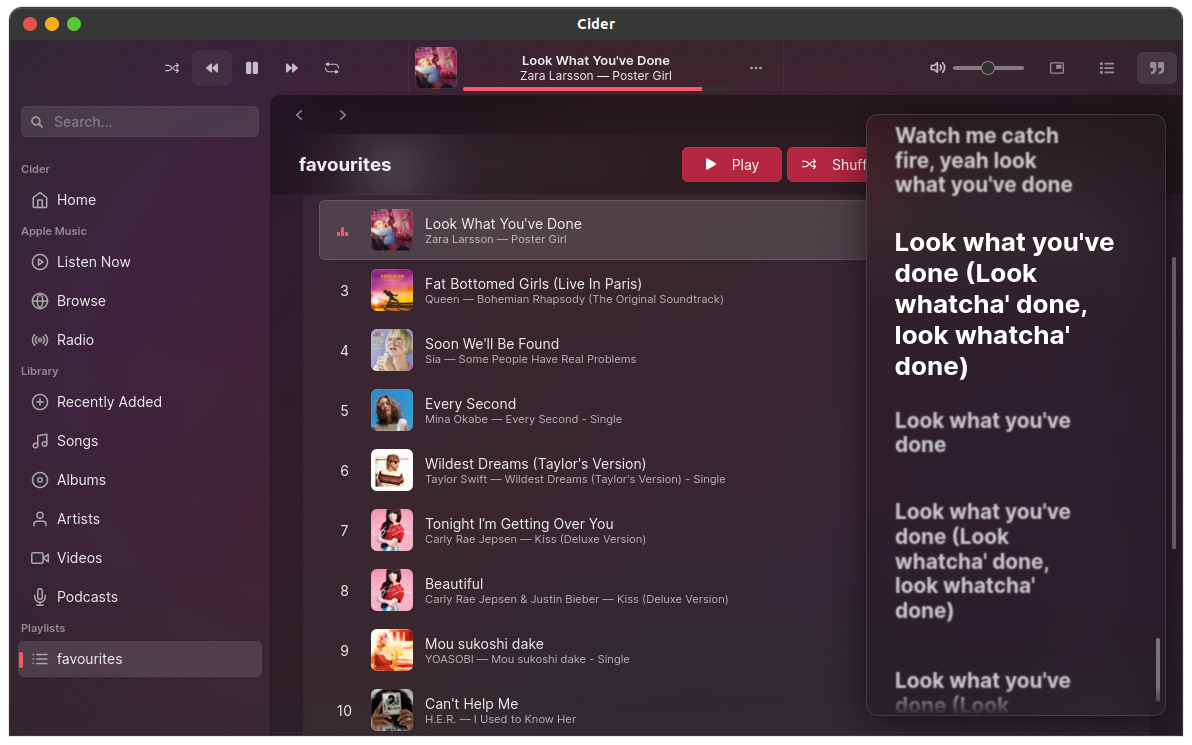 Cider
Look What You've Done
Zara Larsson — Poster Girl
Search...
Cider
Home
Apple Music
Listen Now
Browse
Radio
Library
Recently Added
Songs
Albums
Artists
Videos
Podcasts
Playlists
favourites
favourites
Play
Shuff
Look What You've Done
Zara Larsson — Poster Girl
3
Fat Bottomed Girls (Live In Paris)
Queen — Bohemian Rhapsody (The Original Soundtrack)
4
Soon We'll Be Found
Sia — Some People Have Real Problems
5
Every Second
Mina Okabe — Every Second - Single
6
Wildest Dreams (Taylor's Version)
Taylor Swift — Wildest Dreams (Taylor's Version) - Single
7
Tonight I’m Getting Over You
Carly Rae Jepsen — Kiss (Deluxe Version)
8
Beautiful
Carly Rae Jepsen & Justin Bieber — Kiss (Deluxe Version)
9
Mou sukoshi dake
YOASOBI — Mou sukoshi dake - Single
10
Can't Help Me
H.E.R. — I Used to Know Her
Watch me catch
fire, yeah look
what you've done
Look what you've
done (Look
whatcha' done,
look whatcha'
done)
Look what you've
done
Look what you've
done (Look
whatcha' done,
look whatcha'
done)
Look what you've
done (Look